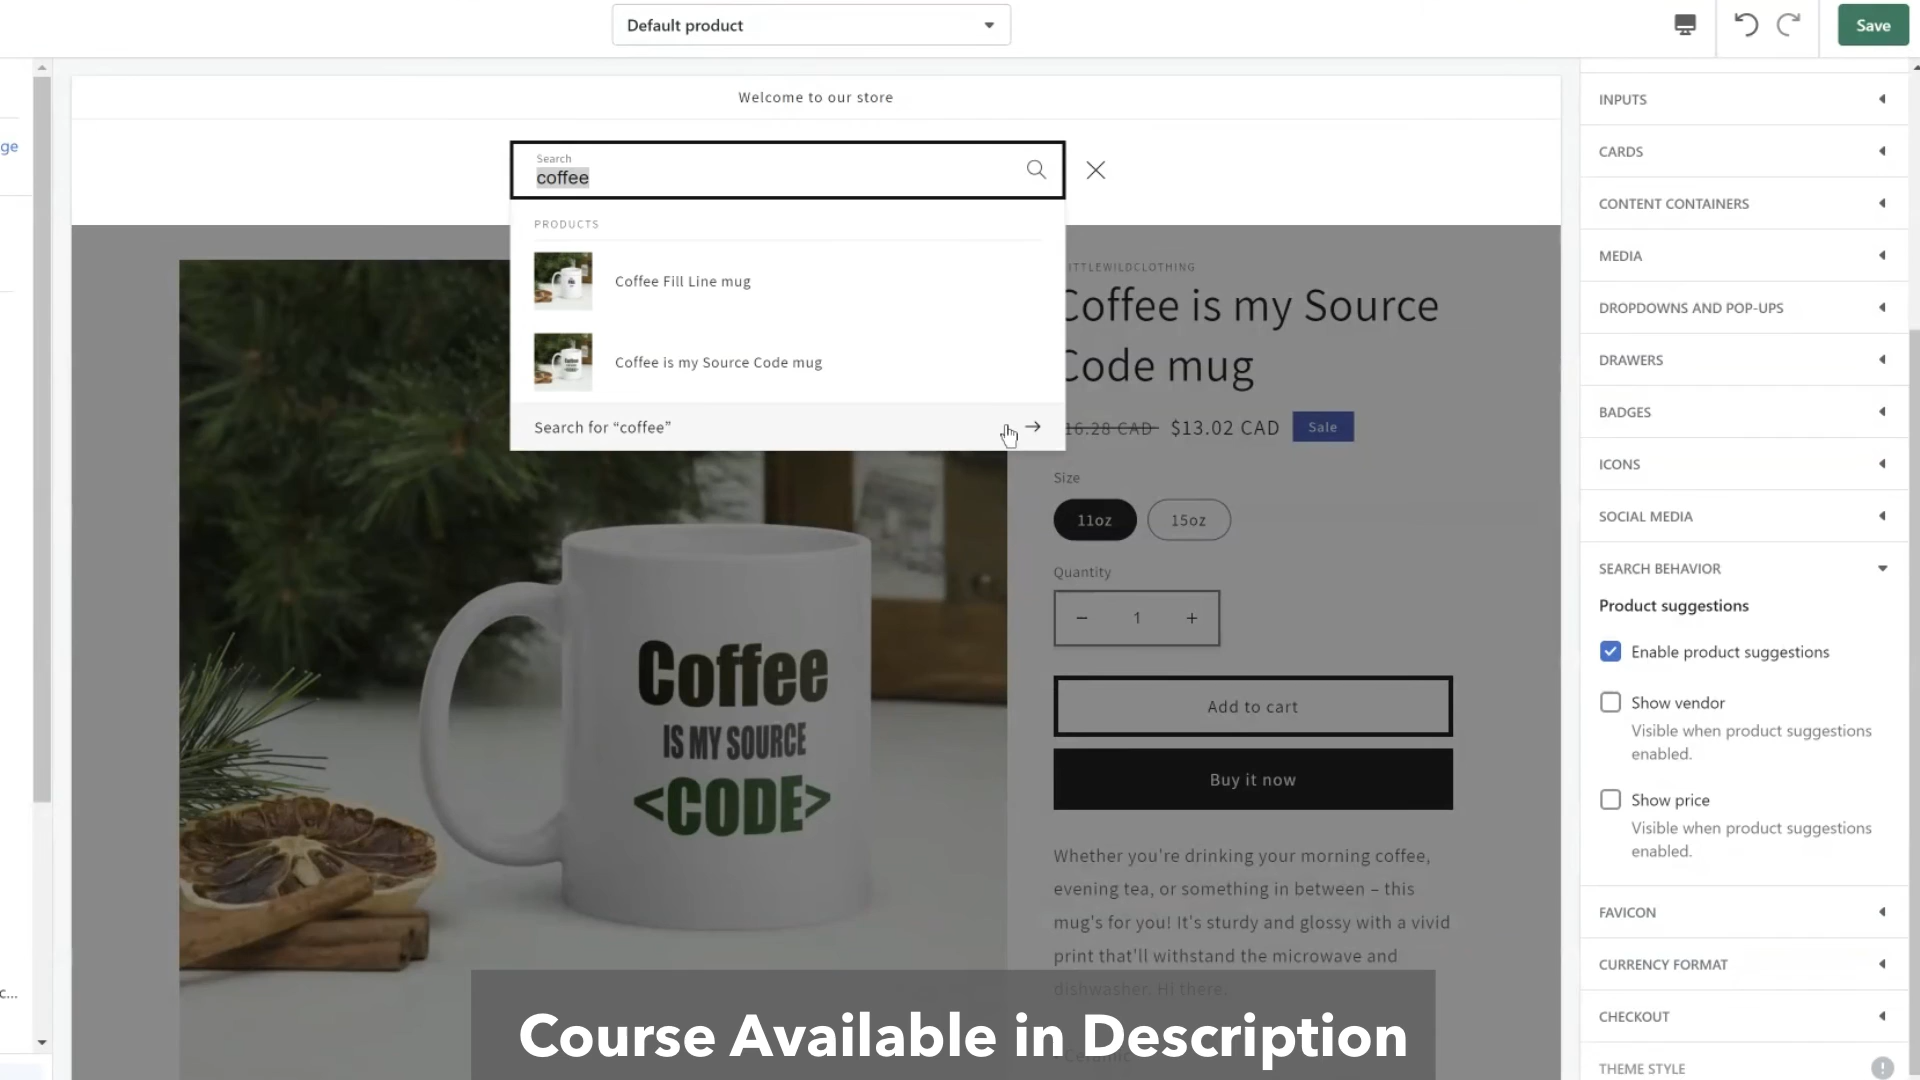 Default product
Save
ge
Welcome to our store
Search
coffee
PRODUCTS
Coffee Fill Line mug
Coffee is my Source Code mug
Search for “coffee”
ITTLEWILDCLOTHING
Coffee is my Source
Code mug
16.28 CAD
$13.02 CAD
Sale
Size
11oz
15oz
Quantity
1
Add to cart
Buy it now
Whether you're drinking your morning coffee,
evening tea, or something in between – this
mug's for you! It's sturdy and glossy with a vivid
print that'll withstand the microwave and
dishwasher. Hi there.
Ceramic
Coffee
IS MY SOURCE
<CODE>
c...
Course Available in Description
INPUTS
CARDS
CONTENT CONTAINERS
MEDIA
DROPDOWNS AND POP-UPS
DRAWERS
BADGES
ICONS
SOCIAL MEDIA
SEARCH BEHAVIOR
Product suggestions
Enable product suggestions
Show vendor
Visible when product suggestions
enabled.
Show price
Visible when product suggestions
enabled.
FAVICON
CURRENCY FORMAT
CHECKOUT
THEME STYLE